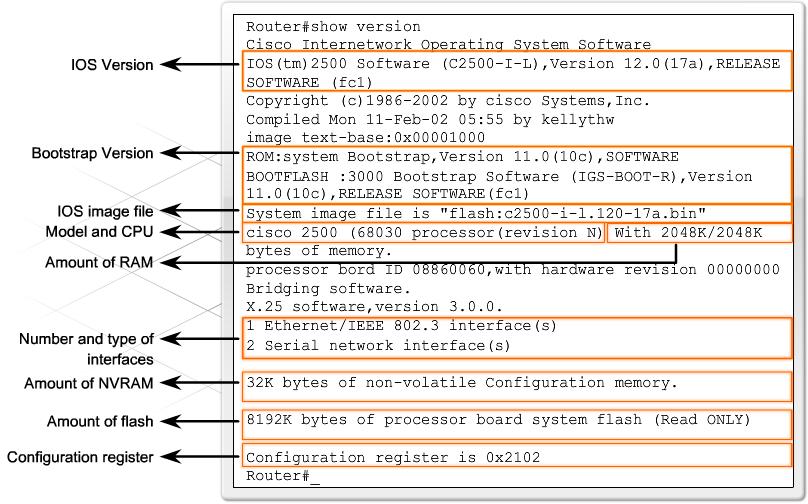 Router#show version
Cisco Internetwork Operating System Software
IOS Version
IOS(tm)2500 Software (C2500-I-L),Version 12.0(17a),RELEASE
SOFTWARE (fc1)
Copyright (c)1986-2002 by cisco Systems,Inc.
Compiled Mon 11-Feb-02 05:55 by kellythw
image text-base:0x00001000
Bootstrap Version
ROM:system Bootstrap,Version 11.0(10c),SOFTWARE
BOOTFLASH :3000 Bootstrap Software (IGS-BOOT-R),Version
11.0(10c),RELEASE SOFTWARE(fc1)
IOS image file
System image file is "flash:c2500-i-l.120-17a.bin"
Model and CPU
cisco 2500 (68030 processor(revision N) With 2048K/2048K
bytes of memory.
Amount of RAM
processor bord ID 08860060,with hardware revision 00000000
Bridging software.
X.25 software,version 3.0.0.
Number and type of
interfaces
1 Ethernet/IEEE 802.3 interface(s)
2 Serial network interface(s)
Amount of NVRAM
32K bytes of non-volatile Configuration memory.
Amount of flash
8192K bytes of processor board system flash (Read ONLY)
Configuration register
Configuration register is 0x2102
Router#_